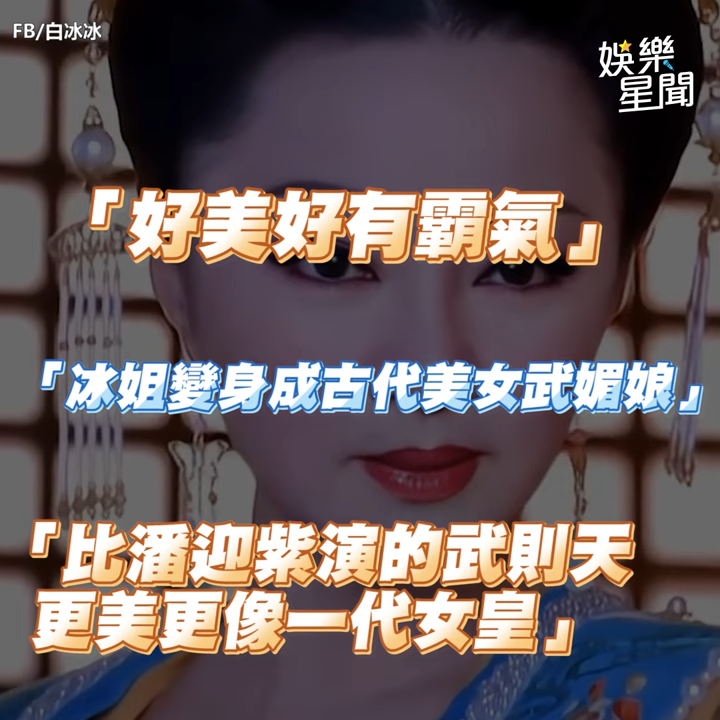 FB/白冰冰
娛樂
星聞
「好美好有霸氣」
「冰姐變身成古代美女武媚娘」
「比潘迎紫演的武則天
更美更像一代女皇」